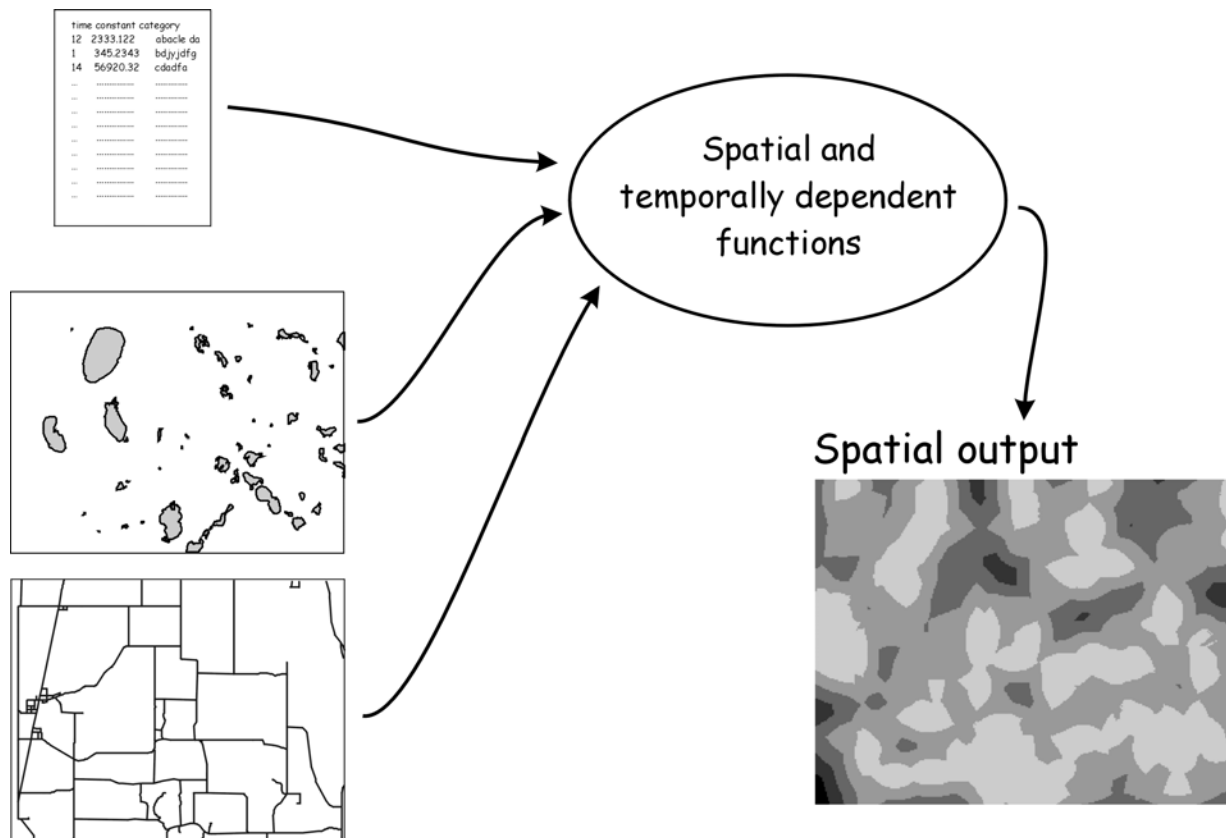 time constant category
12 2333.122 abacle da
1 345.2343 bdjyjdfg
14 56920.32 cdadfa
... ................ ..............
... ................ ..............
... ................ ..............
... ................ ..............
... ................ ..............
... ................ ..............
... ................ ..............
... ................ ..............
... ................ ..............
Spatial and
temporally dependent
functions
Spatial output